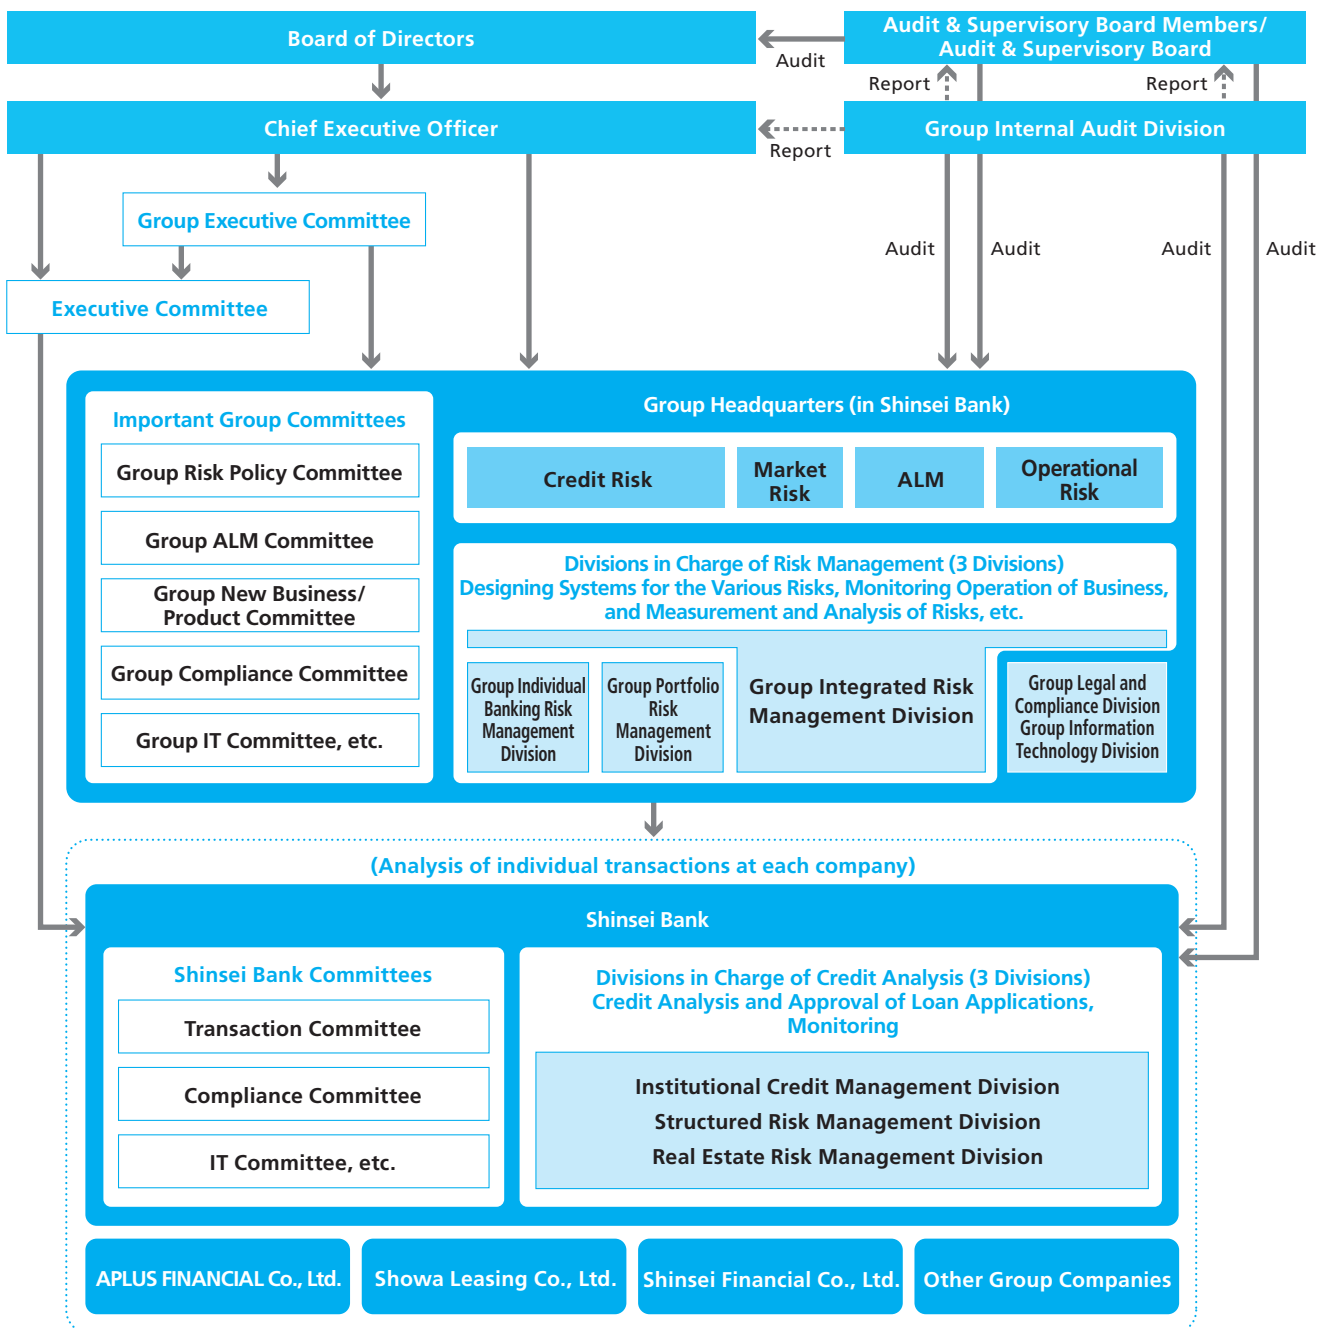 Board of Directors
Audit & Supervisory Board Members/
Audit & Supervisory Board
Audit
Report
Report
Chief Executive Officer
Group Internal Audit Division
Report
Group Executive Committee
Audit
Audit
Audit
Audit
Executive Committee
Group Headquarters (in Shinsei Bank)
Important Group Committees
Group Risk Policy Committee
Group ALM Committee
Group New Business/
Product Committee
Group Compliance Committee
Group IT Committee, etc.
Credit Risk
Market
Risk
ALM
Operational
Risk
Divisions in Charge of Risk Management (3 Divisions)
Designing Systems for the Various Risks, Monitoring Operation of Business,
and Measurement and Analysis of Risks, etc.
Group Individual
Banking Risk
Management
Division
Group Portfolio
Risk
Management
Division
Group Integrated Risk
Management Division
Group Legal and
Compliance Division
Group Information
Technology Division
(Analysis of individual transactions at each company)
Shinsei Bank
Shinsei Bank Committees
Transaction Committee
Compliance Committee
IT Committee, etc.
Divisions in Charge of Credit Analysis (3 Divisions)
Credit Analysis and Approval of Loan Applications,
Monitoring
Institutional Credit Management Division
Structured Risk Management Division
Real Estate Risk Management Division
APLUS FINANCIAL Co., Ltd.
Showa Leasing Co., Ltd.
Shinsei Financial Co., Ltd.
Other Group Companies